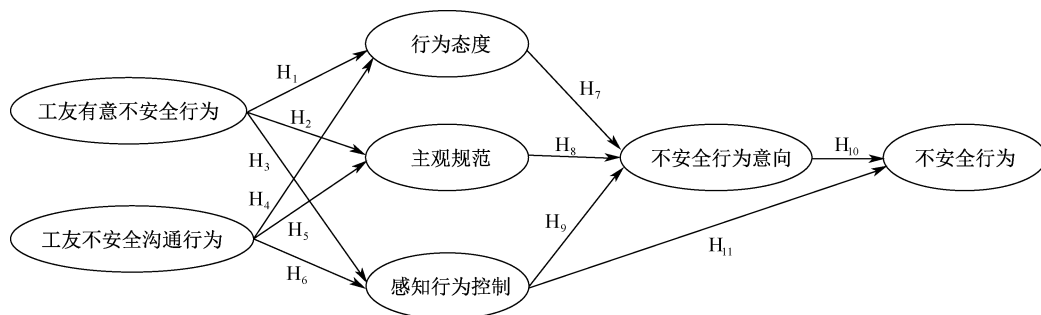 行为态度
H₁
H₇
工友有意不安全行为
H₂
H₃
主观规范
H₈
不安全行为意向
H₁₀
不安全行为
H₄
H₅
H₉
工友不安全沟通行为
H₁₁
H₆
感知行为控制